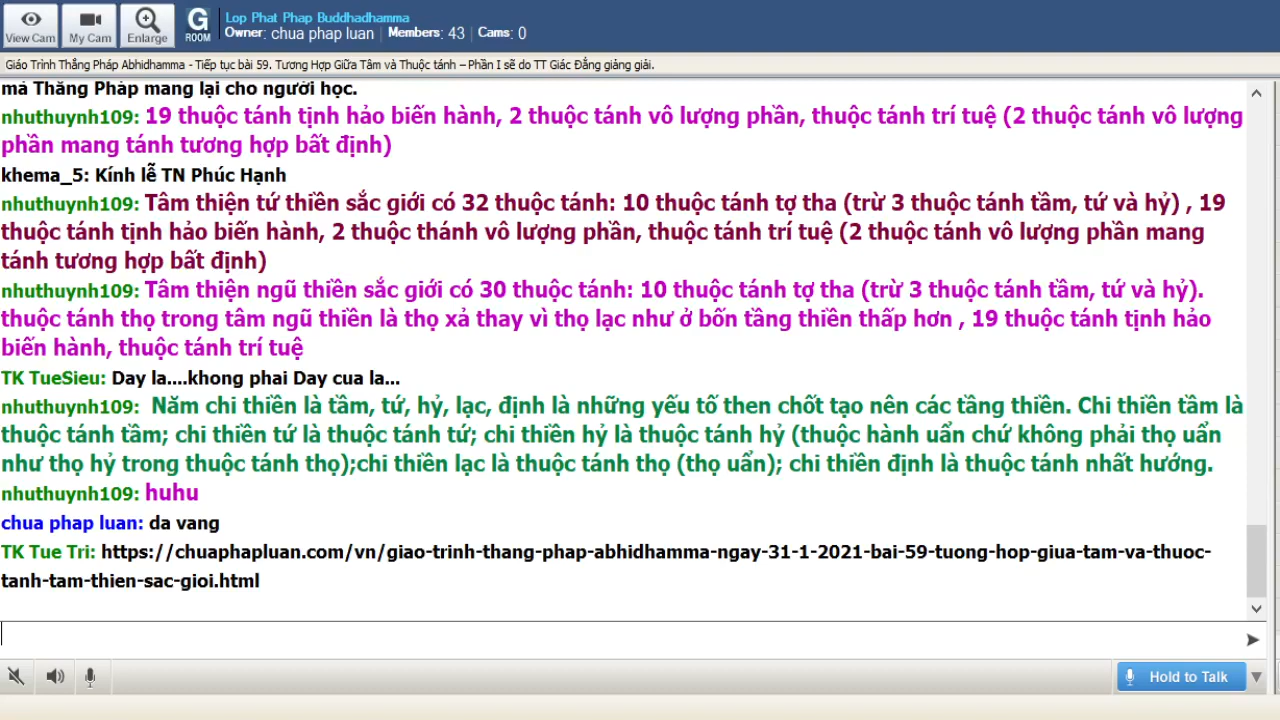 View Cam
My Cam
Enlarge
G
ROOM
Lop Phat Phap Buddhadhamma
Owner: chua phap luan | Members: 43 | Cams: 0
Giáo Trình Thắng Pháp Abhidhamma - Tiếp tục bài 59. Tương Hợp Giữa Tâm và Thuộc tánh – Phần I sẽ do TT Giác Đẳng giảng giải.
mà Thắng Pháp mang lại cho người học.
nhuthuynh109: 19 thuộc tánh tịnh hảo biến hành, 2 thuộc tánh vô lượng phần, thuộc tánh trí tuệ (2 thuộc tánh vô lượng
phần mang tánh tương hợp bất định)
khema_5: Kính lễ TN Phúc Hạnh
nhuthuynh109: Tâm thiện tứ thiền sắc giới có 32 thuộc tánh: 10 thuộc tánh tợ tha (trừ 3 thuộc tánh tầm, tứ và hỷ) , 19
thuộc tánh tịnh hảo biến hành, 2 thuộc thánh vô lượng phần, thuộc tánh trí tuệ (2 thuộc tánh vô lượng phần mang
tánh tương hợp bất định)
nhuthuynh109: Tâm thiện ngũ thiền sắc giới có 30 thuộc tánh: 10 thuộc tánh tợ tha (trừ 3 thuộc tánh tầm, tứ và hỷ).
thuộc tánh thọ trong tâm ngũ thiền là thọ xả thay vì thọ lạc như ở bốn tầng thiền thấp hơn , 19 thuộc tánh tịnh hảo
biến hành, thuộc tánh trí tuệ
TK TueSieu: Day la....khong phai Day cua la...
nhuthuynh109: Năm chi thiền là tầm, tứ, hỷ, lạc, định là những yếu tố then chốt tạo nên các tầng thiền. Chi thiền tầm là
thuộc tánh tầm; chi thiền tứ là thuộc tánh tứ; chi thiền hỷ là thuộc tánh hỷ (thuộc hành uẩn chứ không phải thọ uẩn
như thọ hỷ trong thuộc tánh thọ);chi thiền lạc là thuộc tánh thọ (thọ uẩn); chi thiền định là thuộc tánh nhất hướng.
nhuthuynh109: huhu
chua phap luan: da vang
TK Tue Tri: https://chuaphapluan.com/vn/giao-trinh-thang-phap-abhidhamma-ngay-31-1-2021-bai-59-tuong-hop-giua-tam-va-thuoc-
tanh-tam-thien-sac-gioi.html
Hold to Talk